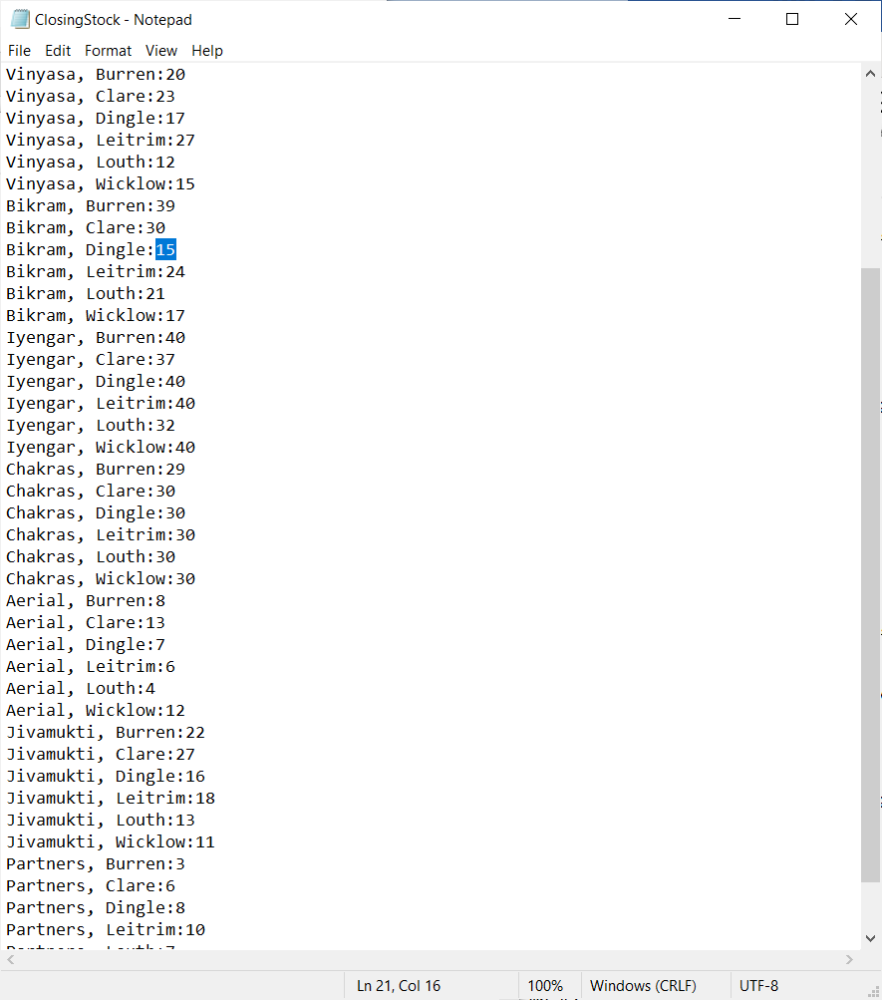 ClosingStock - Notepad
File Edit Format View Help
Vinyasa, Burren:20
Vinyasa, Clare:23
Vinyasa, Dingle:17
Vinyasa, Leitrim:27
Vinyasa, Louth:12
Vinyasa, Wicklow:15
Bikram, Burren:39
Bikram, Clare:30
Bikram, Dingle:15
Bikram, Leitrim:24
Bikram, Louth:21
Bikram, Wicklow:17
Iyengar, Burren:40
Iyengar, Clare:37
Iyengar, Dingle:40
Iyengar, Leitrim:40
Iyengar, Louth:32
Iyengar, Wicklow:40
Chakras, Burren:29
Chakras, Clare:30
Chakras, Dingle:30
Chakras, Leitrim:30
Chakras, Louth:30
Chakras, Wicklow:30
Aerial, Burren:8
Aerial, Clare:13
Aerial, Dingle:7
Aerial, Leitrim:6
Aerial, Louth:4
Aerial, Wicklow:12
Jivamukti, Burren:22
Jivamukti, Clare:27
Jivamukti, Dingle:16
Jivamukti, Leitrim:18
Jivamukti, Louth:13
Jivamukti, Wicklow:11
Partners, Burren:3
Partners, Clare:6
Partners, Dingle:8
Partners, Leitrim:10
Ln 21, Col 16 100% Windows (CRLF) UTF-8